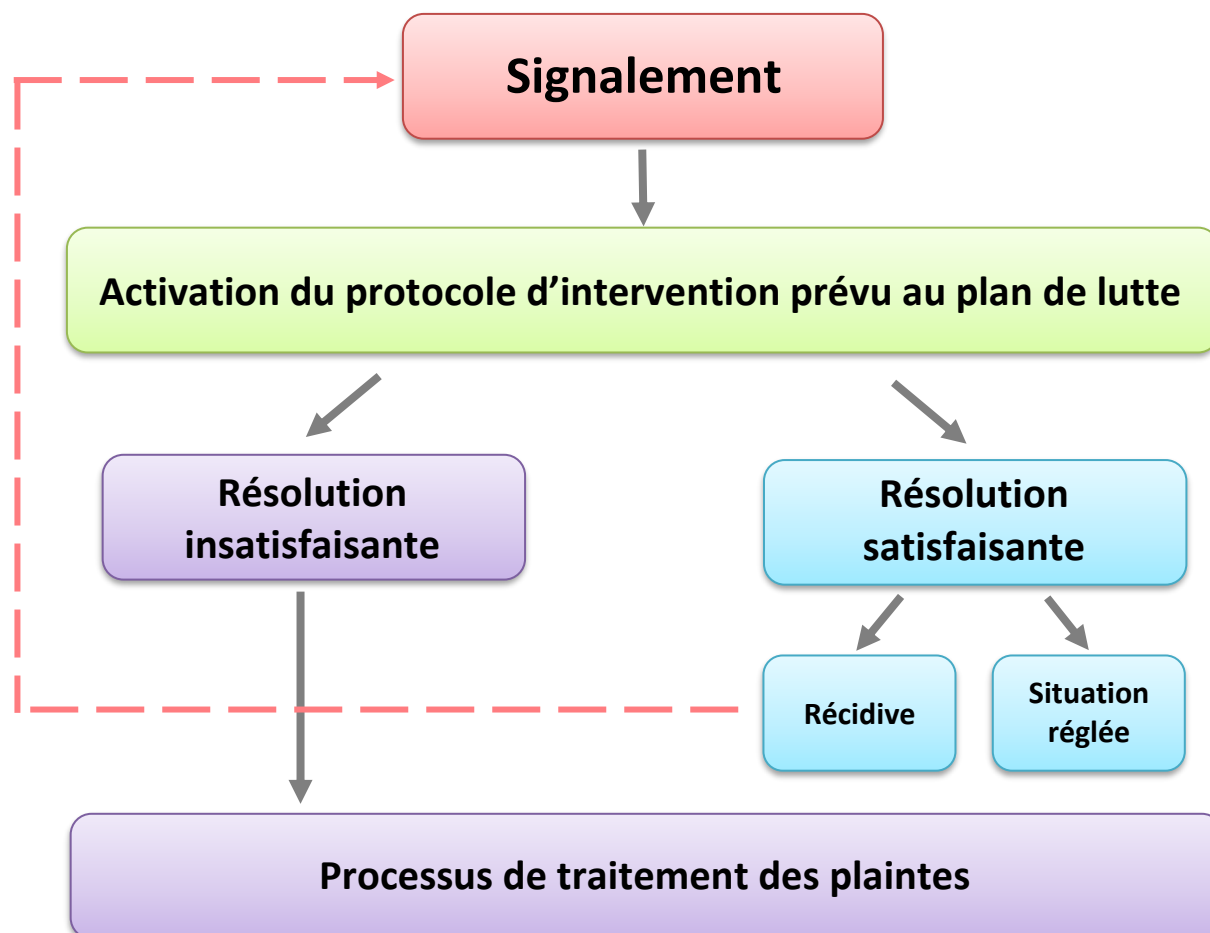 Signalement
Activation du protocole d’intervention prévu au plan de lutte
Résolution
insatisfaisante
Résolution
satisfaisante
Récidive
Situation
réglée
Processus de traitement des plaintes